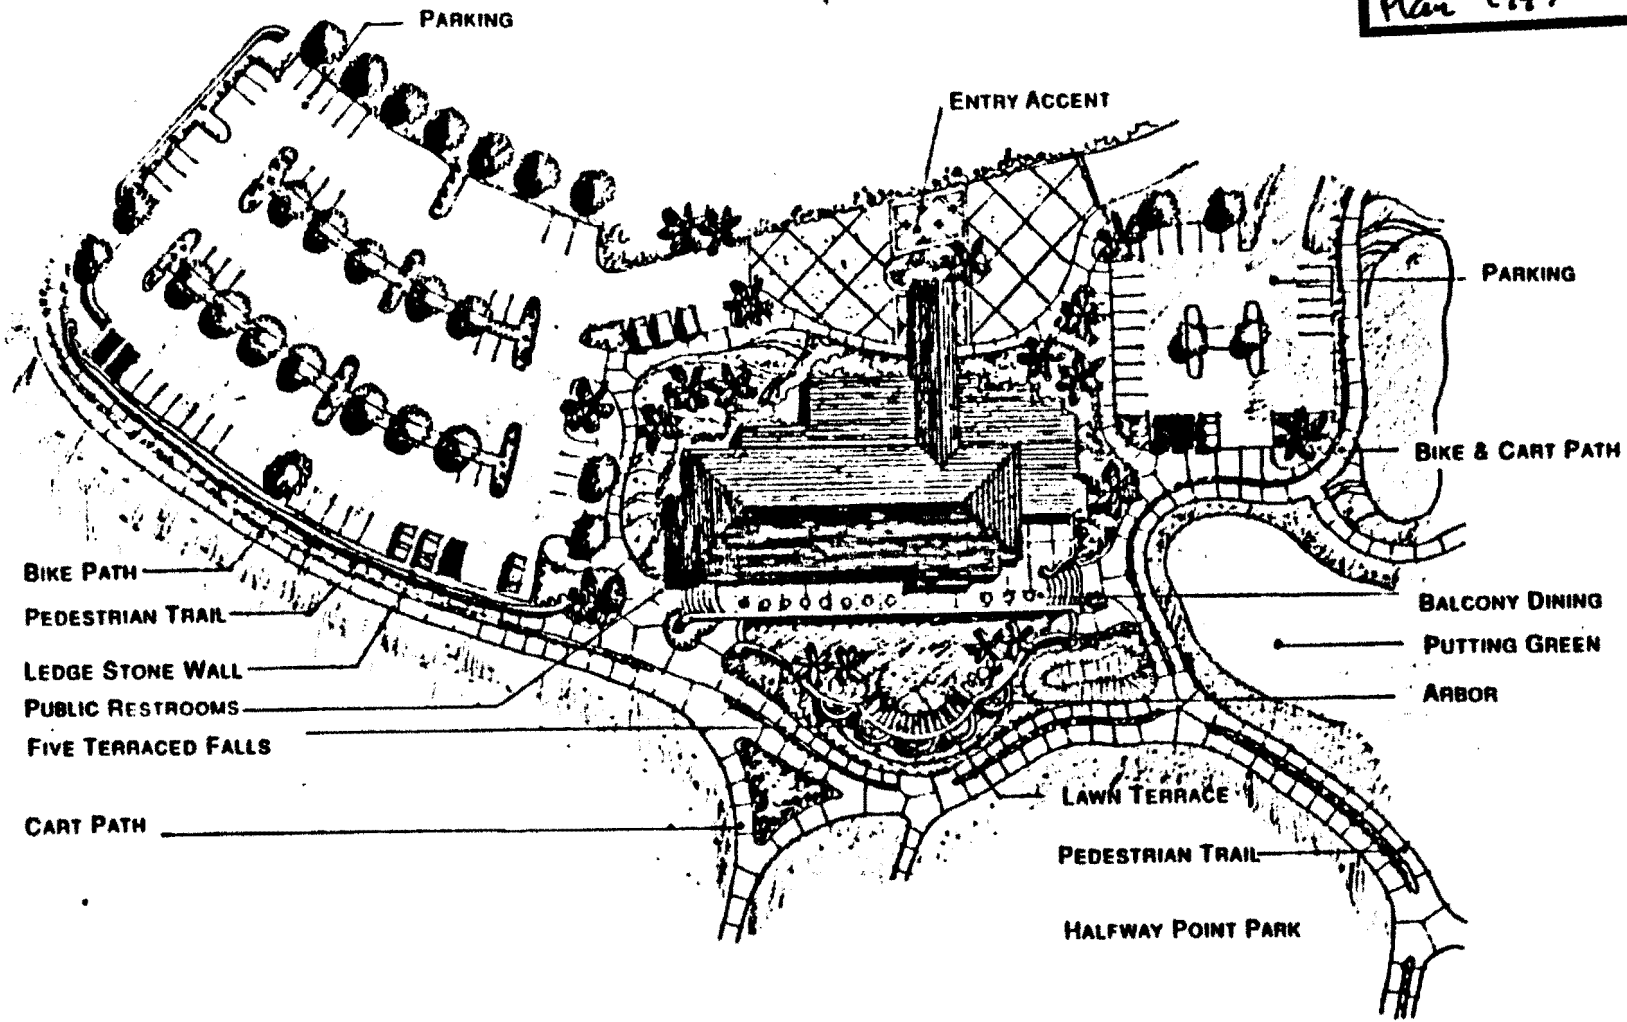 Plan
PARKING
ENTRY ACCENT
PARKING
BIKE & CART PATH
BIKE PATH
PEDESTRIAN TRAIL
LEDGE STONE WALL
PUBLIC RESTROOMS
FIVE TERRACED FALLS
CART PATH
BALCONY DINING
PUTTING GREEN
ARBOR
LAWN TERRACE
PEDESTRIAN TRAIL
HALFWAY POINT PARK